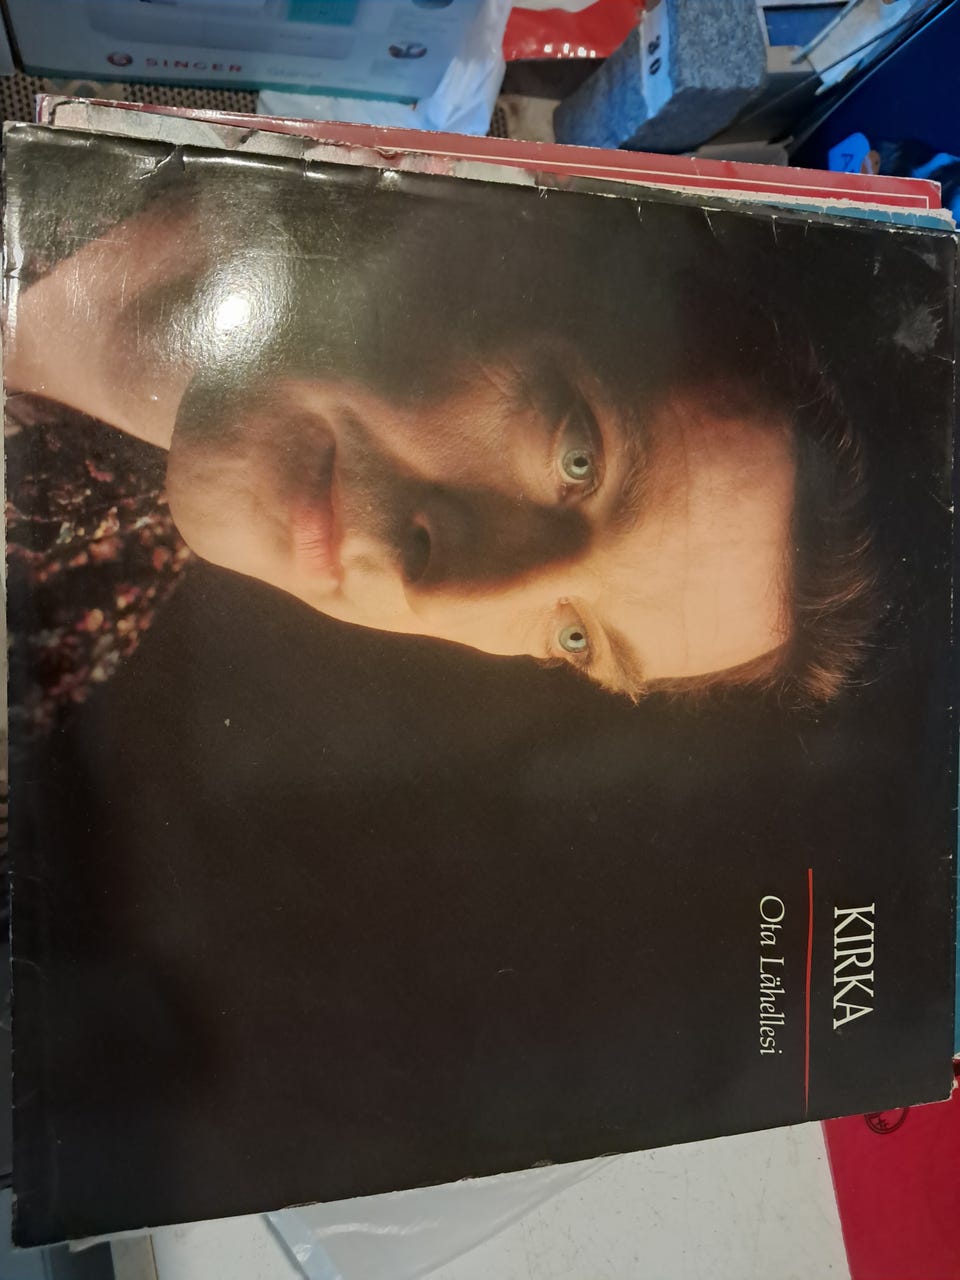 SINGER
KIRKA
Ota Lähellesi